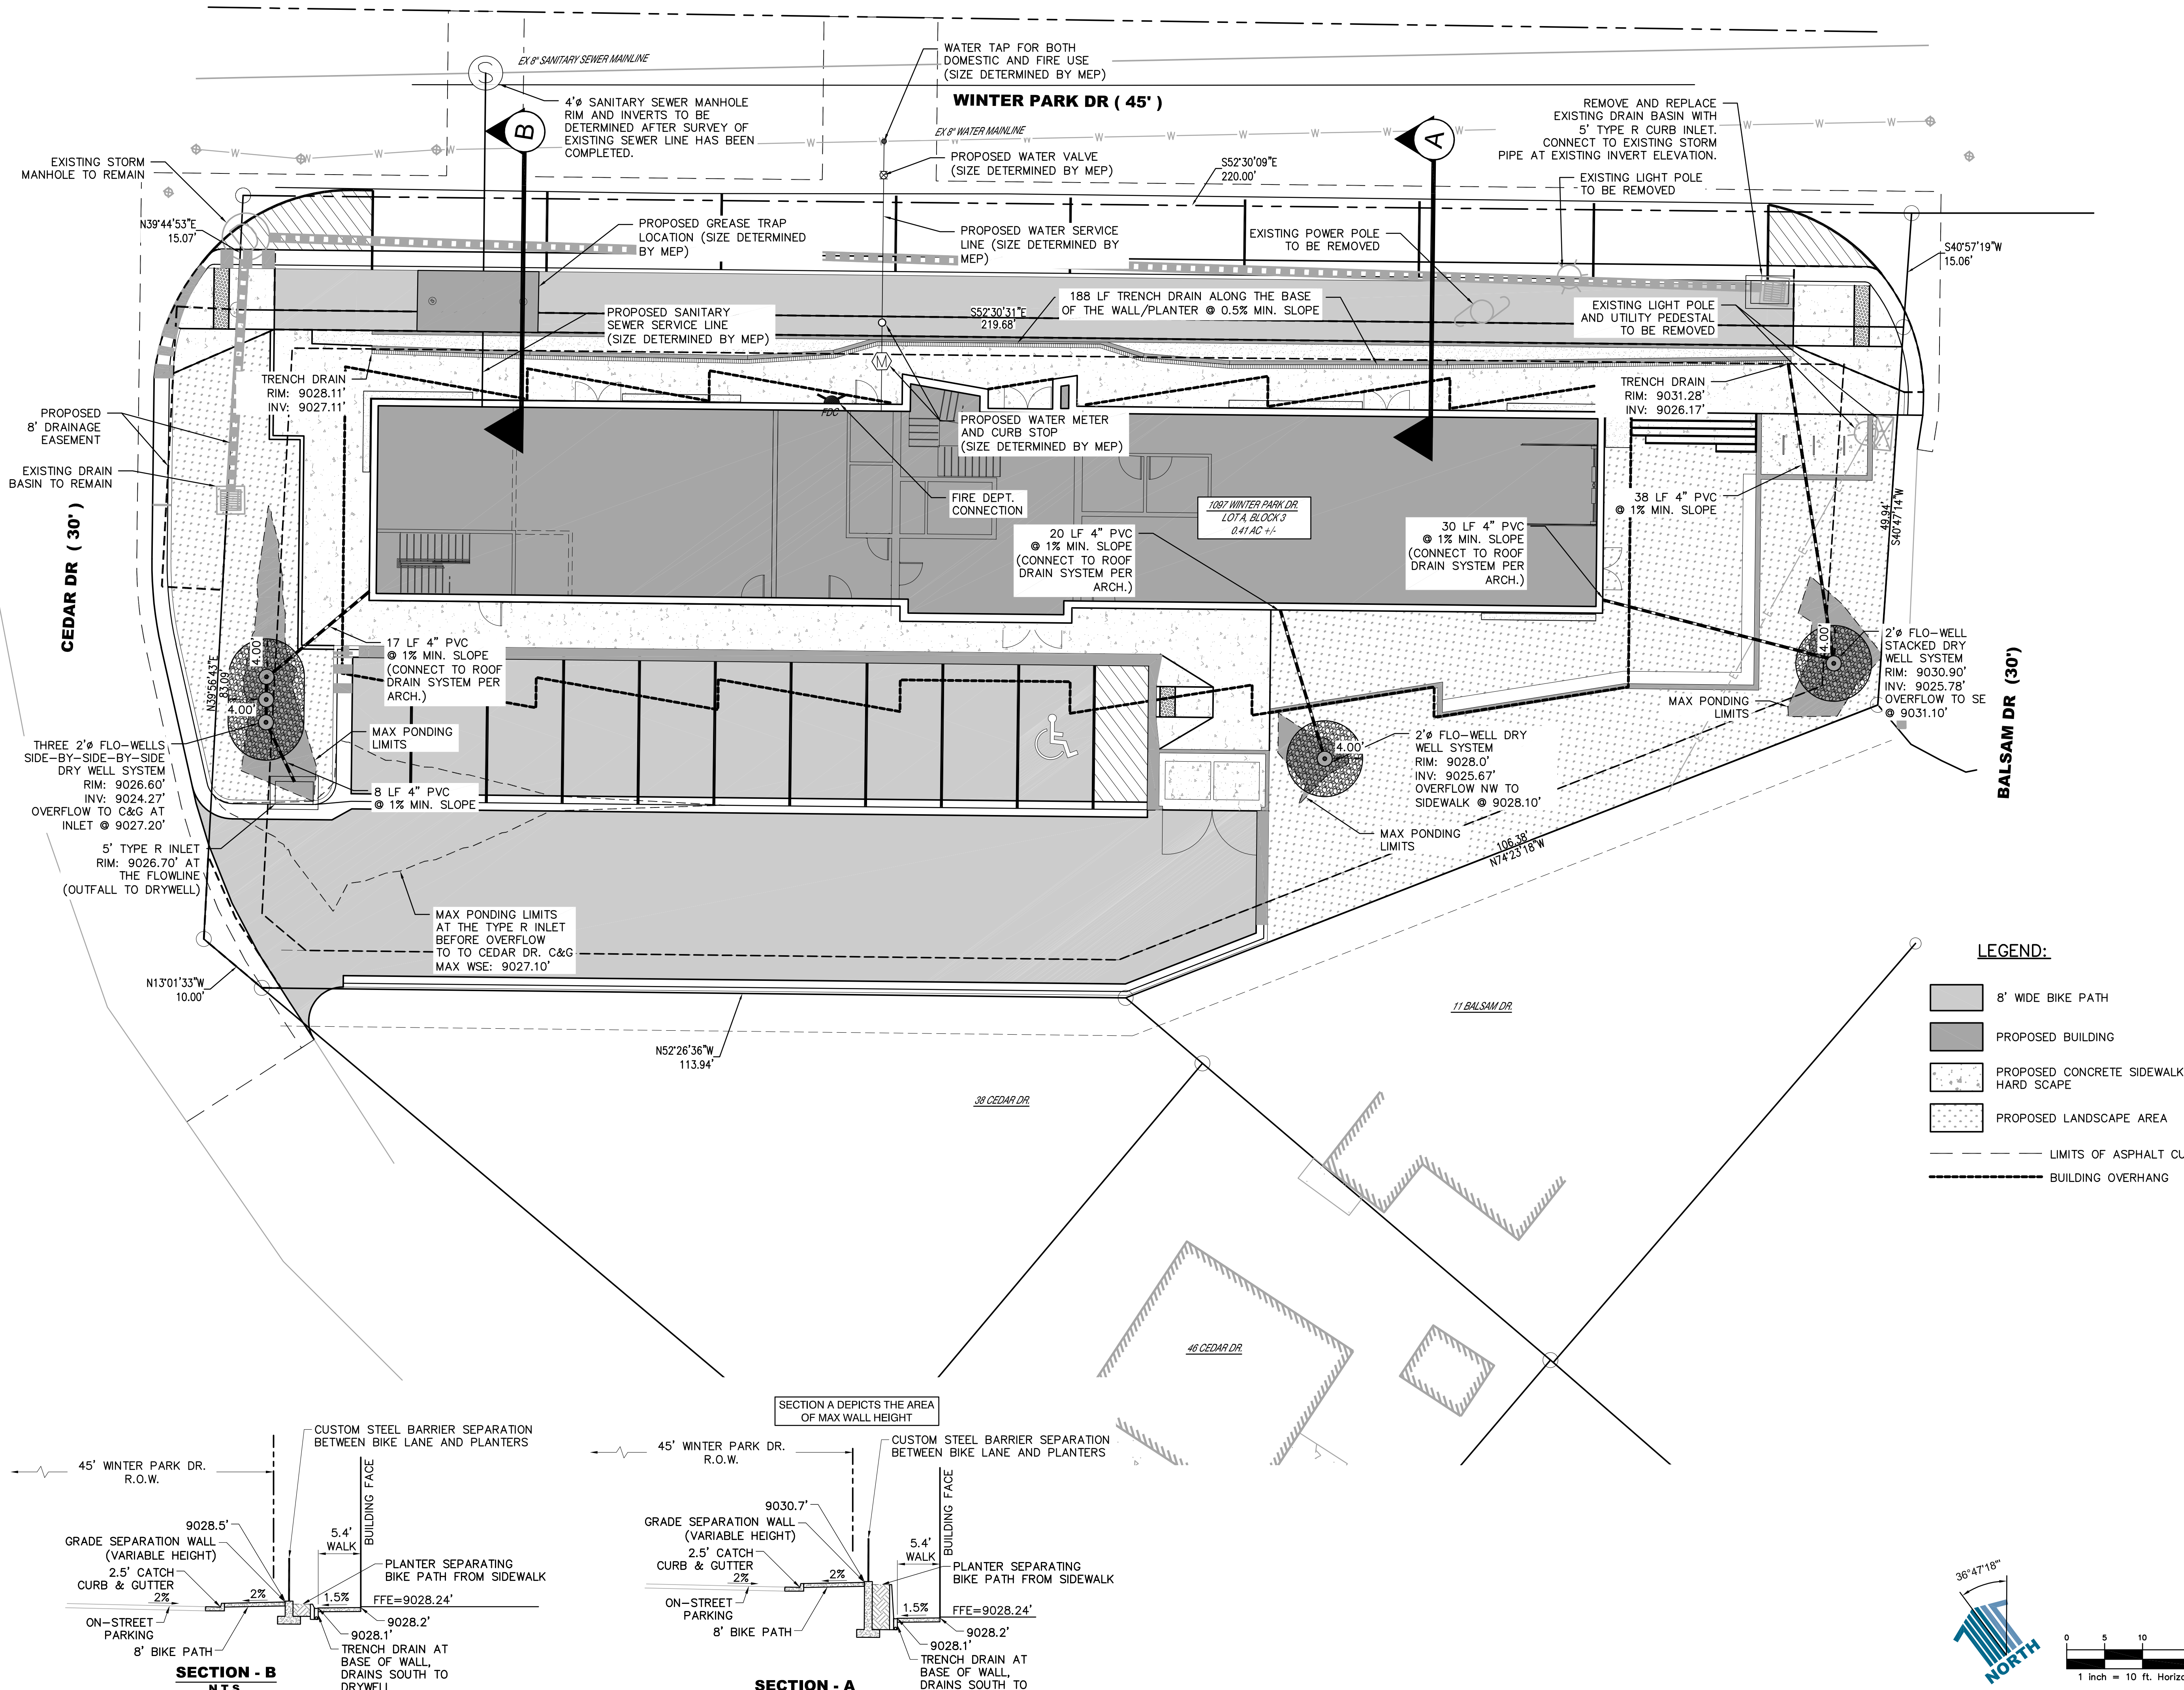 EX 8" SANITARY SEWER MAINLINE
WATER TAP FOR BOTH
DOMESTIC AND FIRE USE
(SIZE DETERMINED BY MEP)
WINTER PARK DR ( 45' )
4'ø SANITARY SEWER MANHOLE
RIM AND INVERTS TO BE
DETERMINED AFTER SURVEY OF
EXISTING SEWER LINE HAS BEEN
COMPLETED.
S
B
A
EX 8" WATER MAINLINE
W
W
W
W
W
W
W
W
W
W
W
W
W
W
REMOVE AND REPLACE
EXISTING DRAIN BASIN WITH
5' TYPE R CURB INLET.
CONNECT TO EXISTING STORM
PIPE AT EXISTING INVERT ELEVATION.
EXISTING STORM
MANHOLE TO REMAIN
PROPOSED WATER VALVE
(SIZE DETERMINED BY MEP)
S52°30'09"E
220.00'
EXISTING LIGHT POLE
TO BE REMOVED
N39°44'53"E
15.07'
PROPOSED GREASE TRAP
LOCATION (SIZE DETERMINED
BY MEP)
PROPOSED WATER SERVICE
LINE (SIZE DETERMINED BY
MEP)
EXISTING POWER POLE
TO BE REMOVED
S40°57'19"W
15.06'
PROPOSED SANITARY
SEWER SERVICE LINE
(SIZE DETERMINED BY MEP)
S52°30'31"E
219.68'
188 LF TRENCH DRAIN ALONG THE BASE
OF THE WALL/PLANTER @ 0.5% MIN. SLOPE
EXISTING LIGHT POLE
AND UTILITY PEDESTAL
TO BE REMOVED
M
TRENCH DRAIN
RIM: 9028.11'
INV: 9027.11'
FDC
TRENCH DRAIN
RIM: 9031.28'
INV: 9026.17'
PROPOSED
8' DRAINAGE
EASEMENT
PROPOSED WATER METER
AND CURB STOP
(SIZE DETERMINED BY MEP)
EXISTING DRAIN
BASIN TO REMAIN
FIRE DEPT.
CONNECTION
1097 WINTER PARK DR.
LOT A, BLOCK 3
0.41 AC +/-
38 LF 4" PVC
@ 1% MIN. SLOPE
49.94'
S40°47'14"W
CEDAR DR ( 30' )
20 LF 4" PVC
@ 1% MIN. SLOPE
(CONNECT TO ROOF
DRAIN SYSTEM PER
ARCH.)
30 LF 4" PVC
@ 1% MIN. SLOPE
(CONNECT TO ROOF
DRAIN SYSTEM PER
ARCH.)
17 LF 4" PVC
@ 1% MIN. SLOPE
(CONNECT TO ROOF
DRAIN SYSTEM PER
ARCH.)
4.00'
4.00'
N39°56'43"E
83.09'
4.00'
2'ø FLO-WELL
STACKED DRY
WELL SYSTEM
RIM: 9030.90'
INV: 9025.78'
OVERFLOW TO SE
@ 9031.10'
BALSAM DR (30')
MAX PONDING
LIMITS
MAX PONDING
LIMITS
4.00'
2'ø FLO-WELL DRY
WELL SYSTEM
RIM: 9028.0'
INV: 9025.67'
OVERFLOW NW TO
SIDEWALK @ 9028.10'
THREE 2'ø FLO-WELLS
SIDE-BY-SIDE-BY-SIDE
DRY WELL SYSTEM
RIM: 9026.60'
INV: 9024.27'
OVERFLOW TO C&G AT
INLET @ 9027.20'
8 LF 4" PVC
@ 1% MIN. SLOPE
MAX PONDING
LIMITS
106.38'
N74°23'18"W
5' TYPE R INLET
RIM: 9026.70' AT
THE FLOWLINE
(OUTFALL TO DRYWELL)
MAX PONDING LIMITS
AT THE TYPE R INLET
BEFORE OVERFLOW
TO TO CEDAR DR. C&G
MAX WSE: 9027.10'
N13°01'33"W
10.00'
N52°26'36"W
113.94'
11 BALSAM DR.
38 CEDAR DR.
46 CEDAR DR.
LEGEND:
8' WIDE BIKE PATH
PROPOSED BUILDING
PROPOSED CONCRETE SIDEWALK
HARD SCAPE
PROPOSED LANDSCAPE AREA
LIMITS OF ASPHALT CU
BUILDING OVERHANG
CUSTOM STEEL BARRIER SEPARATION
BETWEEN BIKE LANE AND PLANTERS
45' WINTER PARK DR.
R.O.W.
BUILDING FACE
9028.5'
GRADE SEPARATION WALL
(VARIABLE HEIGHT)
5.4'
WALK
2.5' CATCH
CURB & GUTTER
PLANTER SEPARATING
BIKE PATH FROM SIDEWALK
2%
2%
1.5%
FFE=9028.24'
ON-STREET
PARKING
9028.2'
9028.1'
8' BIKE PATH
TRENCH DRAIN AT
BASE OF WALL,
DRAINS SOUTH TO
DRYWELL
SECTION - B
N.T.S.
SECTION A DEPICTS THE AREA
OF MAX WALL HEIGHT
CUSTOM STEEL BARRIER SEPARATION
BETWEEN BIKE LANE AND PLANTERS
45' WINTER PARK DR.
R.O.W.
BUILDING FACE
9030.7'
GRADE SEPARATION WALL
(VARIABLE HEIGHT)
5.4'
WALK
2.5' CATCH
CURB & GUTTER
PLANTER SEPARATING
BIKE PATH FROM SIDEWALK
2%
2%
1.5%
FFE=9028.24'
ON-STREET
PARKING
9028.2'
9028.1'
8' BIKE PATH
TRENCH DRAIN AT
BASE OF WALL,
DRAINS SOUTH TO
SECTION - A
36°47'18"
NORTH
0 5 10
1 inch = 10 ft. Horiz